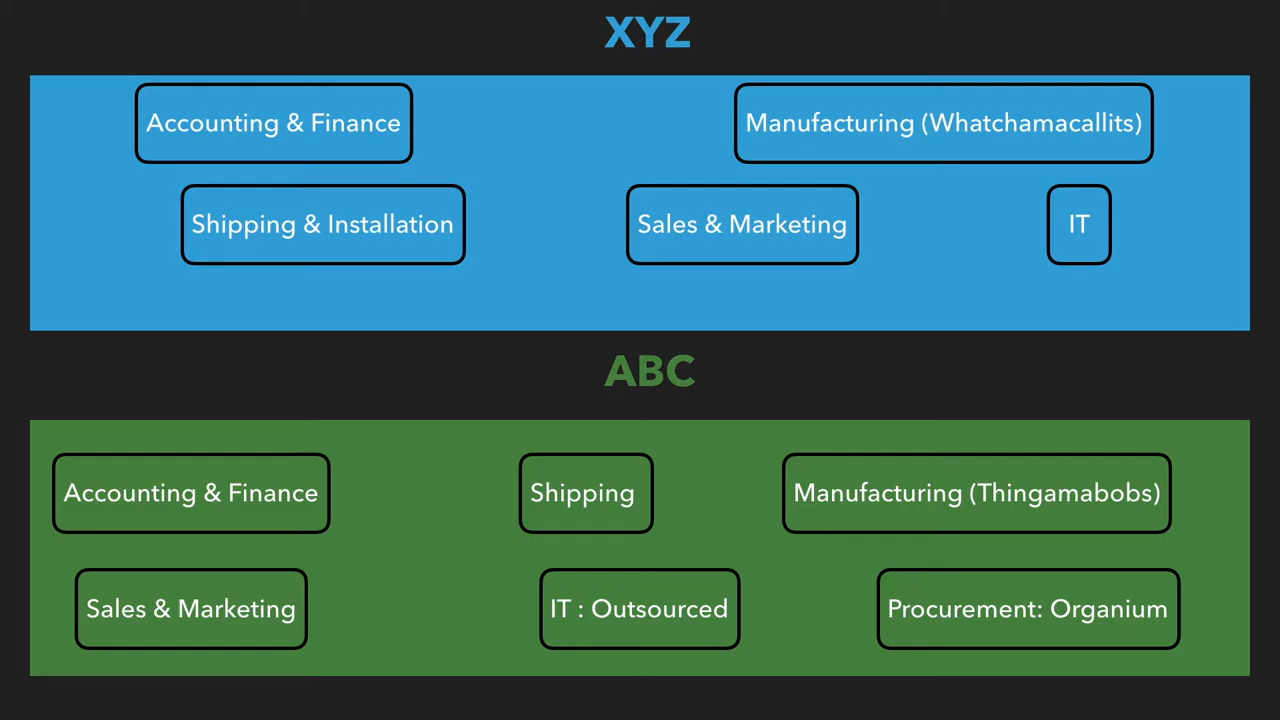 XYZ
Accounting & Finance
Manufacturing (Whatchamacallits)
Shipping & Installation
Sales & Marketing
IT
ABC
Accounting & Finance
Shipping
Manufacturing (Thingamabobs)
Sales & Marketing
IT : Outsourced
Procurement: Organium